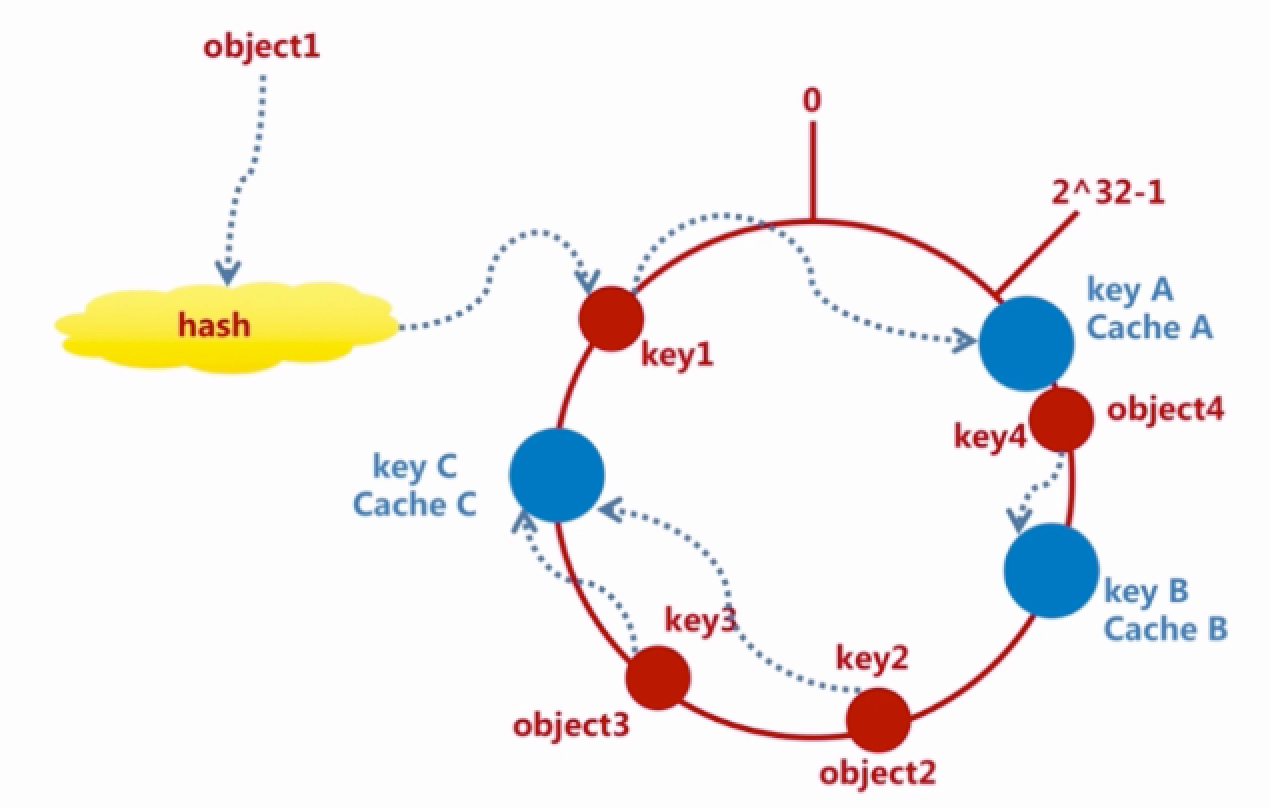 object1
0
2^32-1
hash
key1
key A
Cache A
key4
object4
key C
Cache C
key B
Cache B
key3
key2
object3
object2